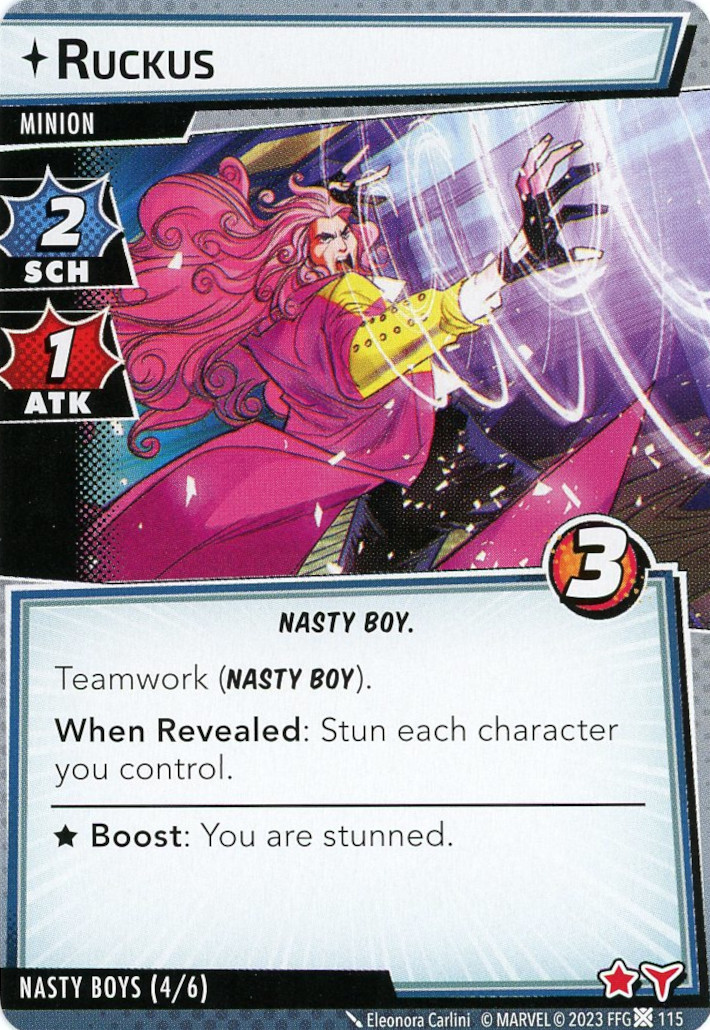 Ruckus
MINION
2
SCH
1
ATK
3
NASTY BOY.
Teamwork (NASTY BOY).
When Revealed: Stun each character
you control.
★ Boost: You are stunned.
NASTY BOYS (4/6)
Eleonora Carlini © MARVEL © 2023 FFG 115